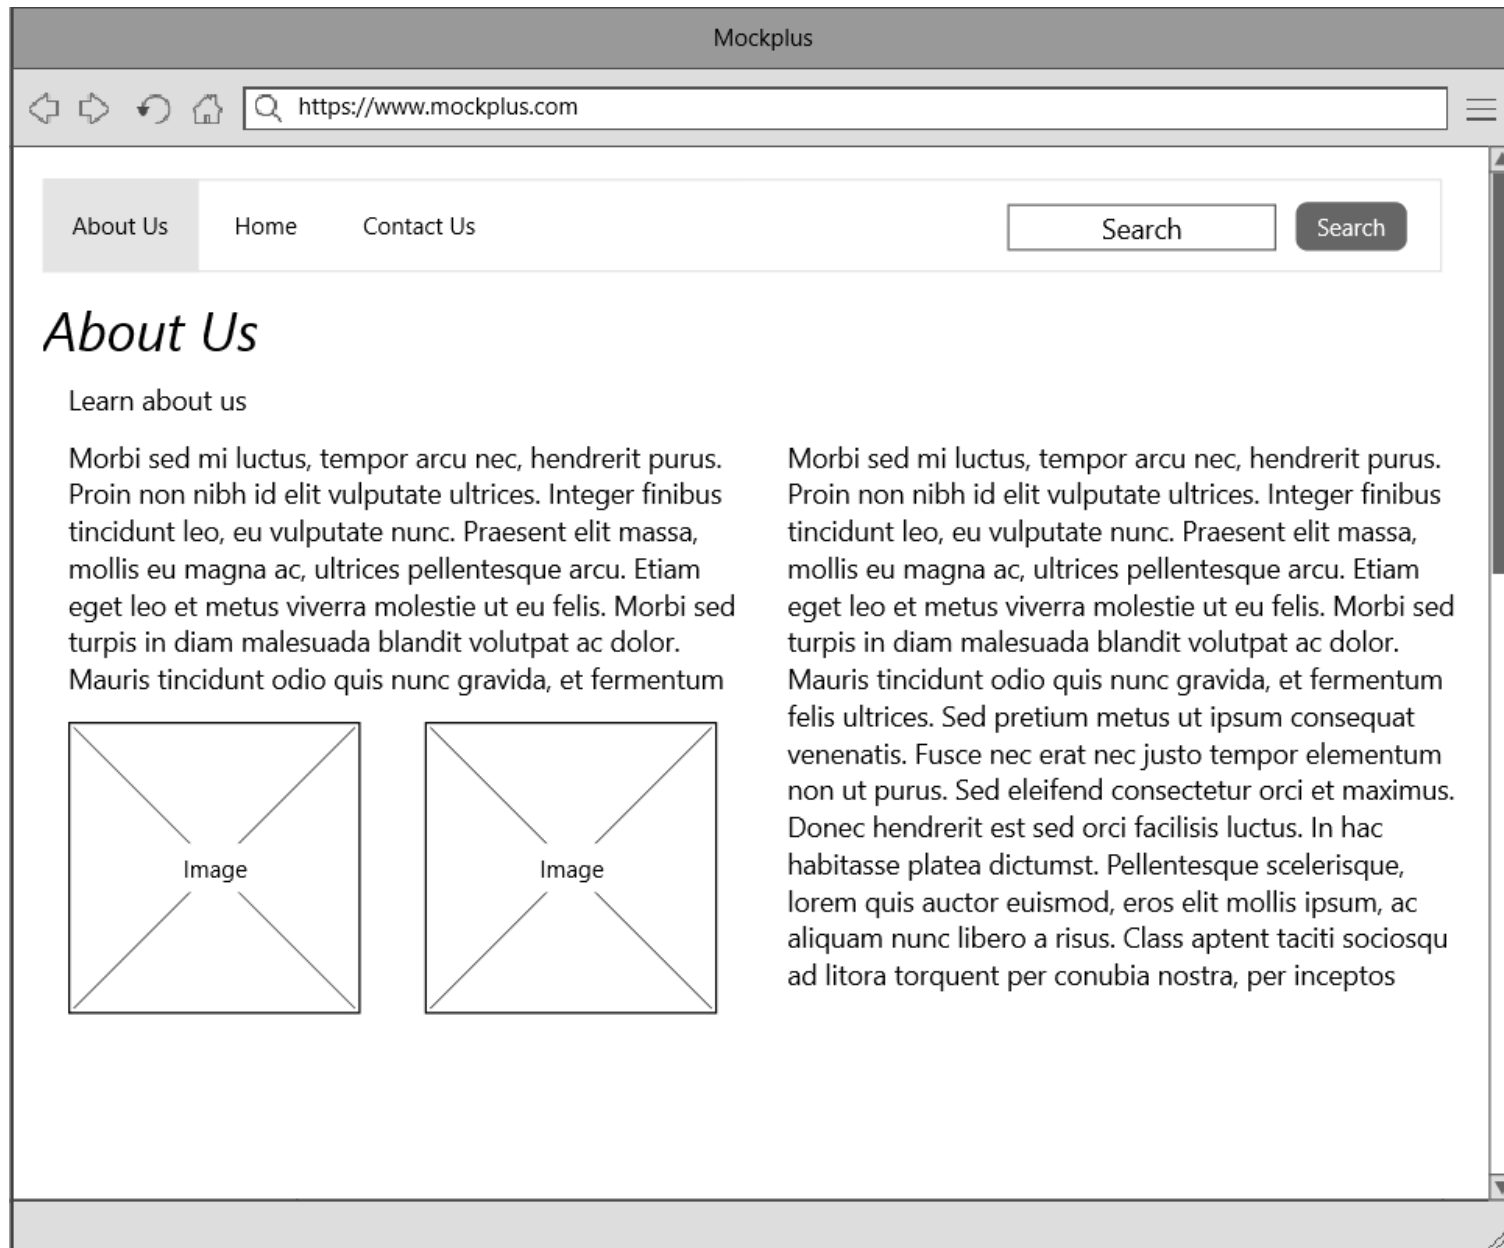 Mockplus
https://www.mockplus.com
About Us
Home
Contact Us
Search
Search
About Us
Learn about us
Morbi sed mi luctus, tempor arcu nec, hendrerit purus.
Proin non nibh id elit vulputate ultrices. Integer finibus
tincidunt leo, eu vulputate nunc. Praesent elit massa,
mollis eu magna ac, ultrices pellentesque arcu. Etiam
eget leo et metus viverra molestie ut eu felis. Morbi sed
turpis in diam malesuada blandit volutpat ac dolor.
Mauris tincidunt odio quis nunc gravida, et fermentum
Image
Image
Morbi sed mi luctus, tempor arcu nec, hendrerit purus.
Proin non nibh id elit vulputate ultrices. Integer finibus
tincidunt leo, eu vulputate nunc. Praesent elit massa,
mollis eu magna ac, ultrices pellentesque arcu. Etiam
eget leo et metus viverra molestie ut eu felis. Morbi sed
turpis in diam malesuada blandit volutpat ac dolor.
Mauris tincidunt odio quis nunc gravida, et fermentum
felis ultrices. Sed pretium metus ut ipsum consequat
venenatis. Fusce nec erat nec justo tempor elementum
non ut purus. Sed eleifend consectetur orci et maximus.
Donec hendrerit est sed orci facilisis luctus. In hac
habitasse platea dictumst. Pellentesque scelerisque,
lorem quis auctor euismod, eros elit mollis ipsum, ac
aliquam nunc libero a risus. Class aptent taciti sociosqu
ad litora torquent per conubia nostra, per inceptos